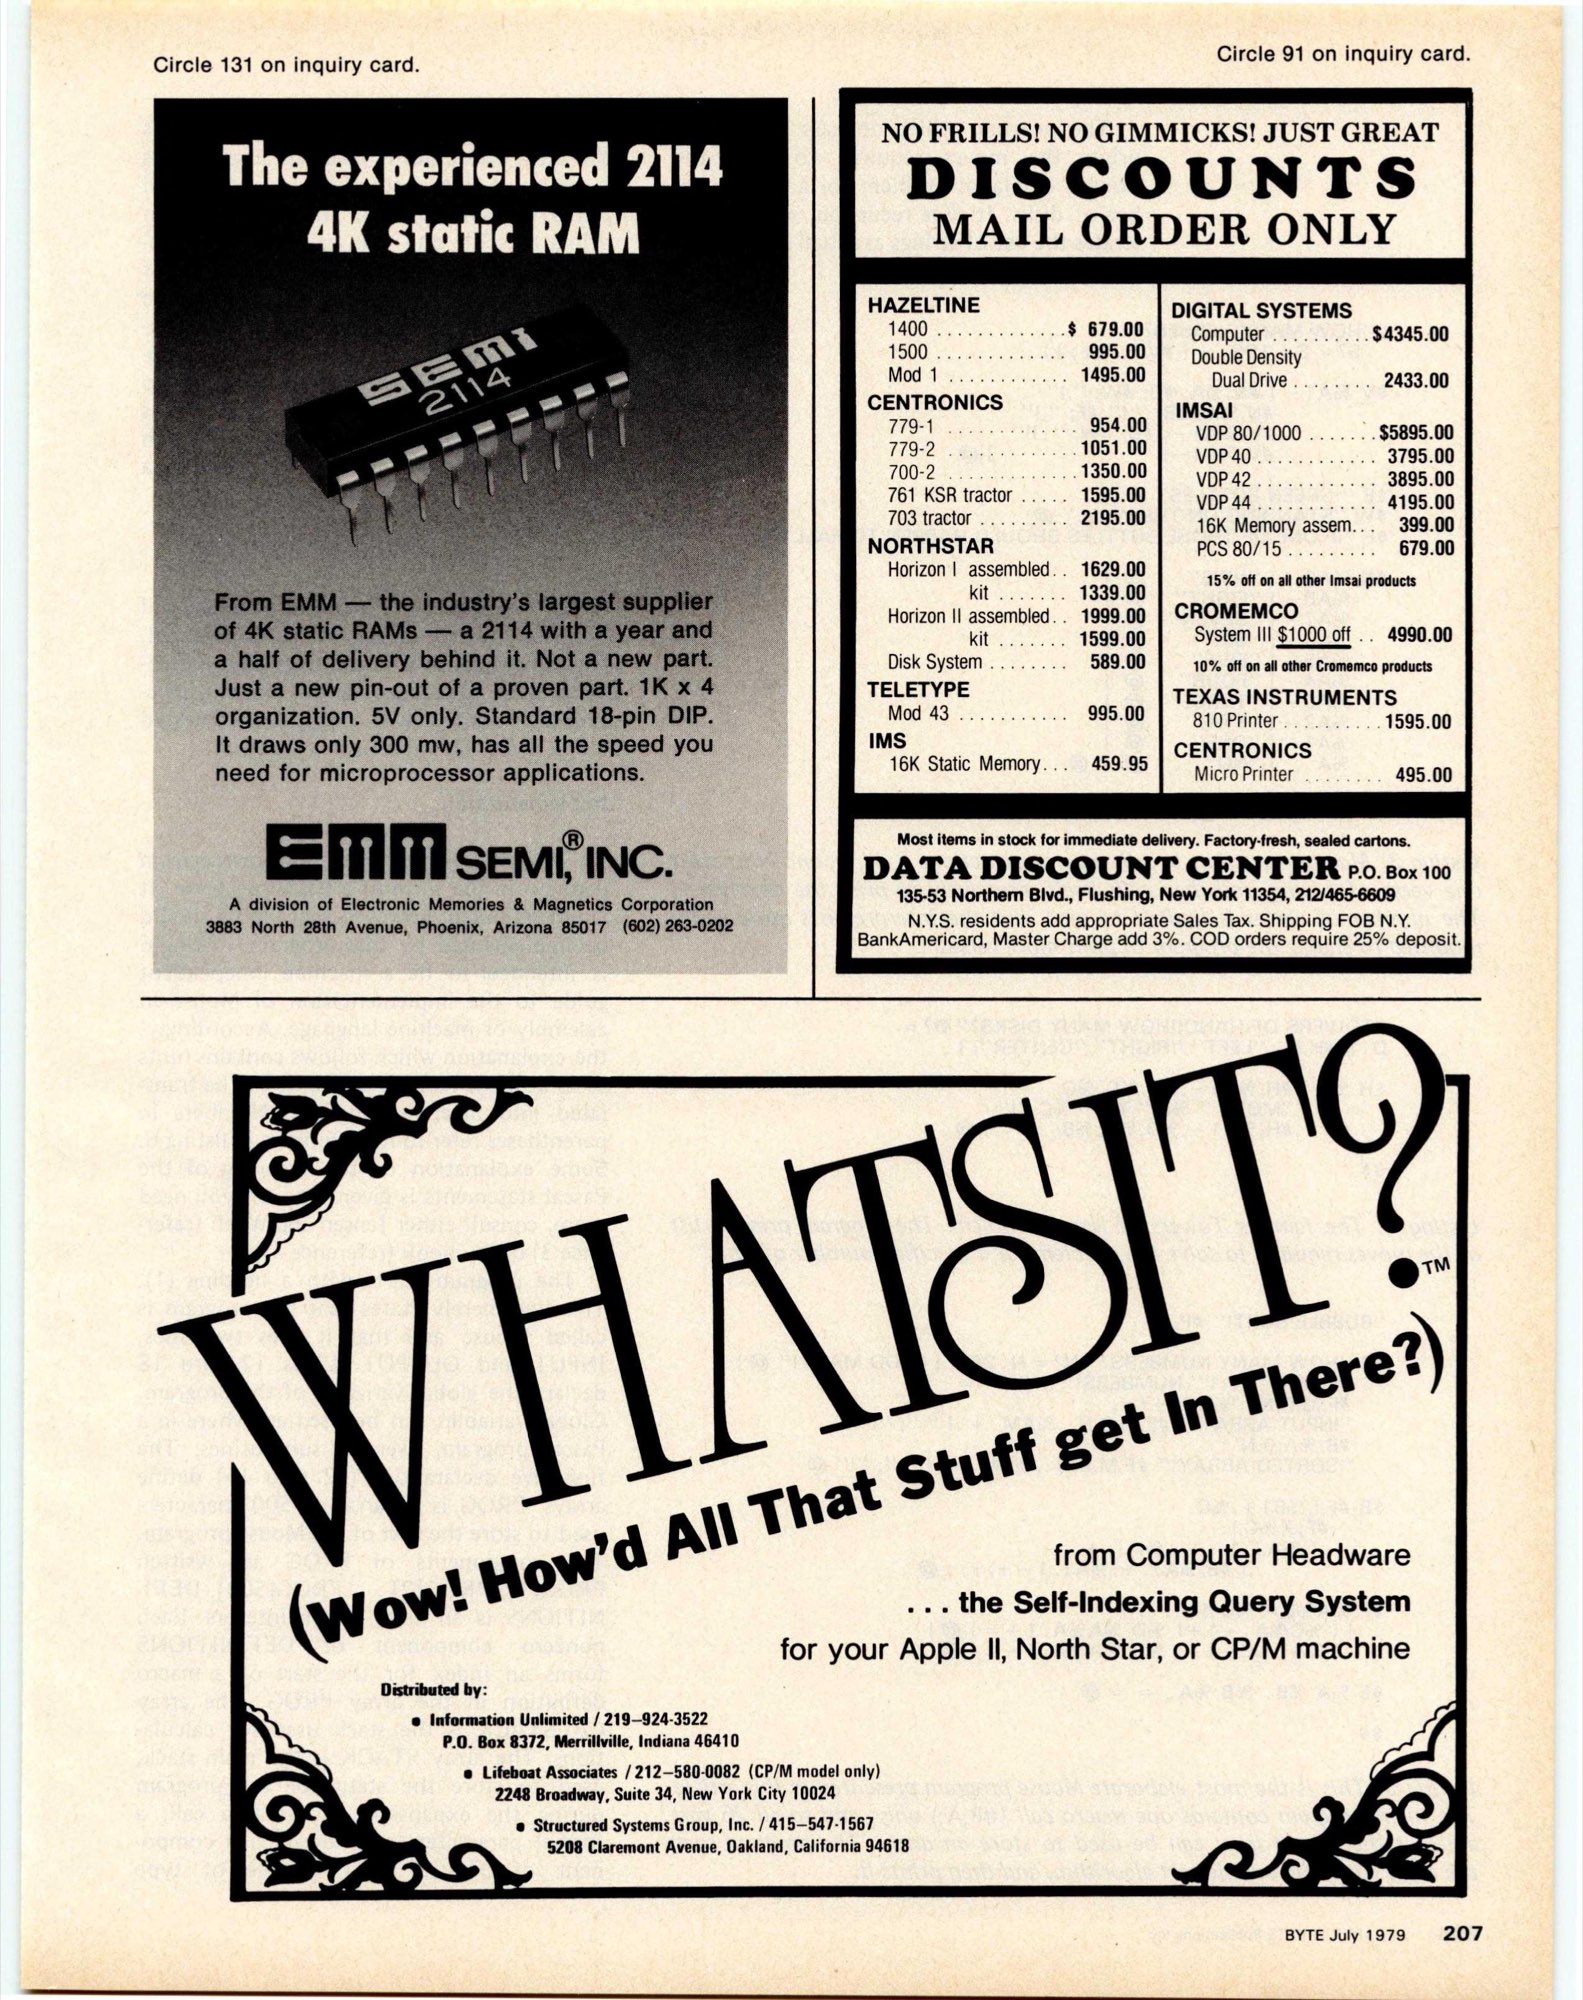 Circle 131 on inquiry card.
The experienced 2114
4K static RAM
SEMI
2114
From EMM — the industry's largest supplier
of 4K static RAMs — a 2114 with a year and
a half of delivery behind it. Not a new part.
Just a new pin-out of a proven part. 1K x 4
organization. 5V only. Standard 18-pin DIP.
It draws only 300 mw, has all the speed you
need for microprocessor applications.
EMM SEMI,® INC.
A division of Electronic Memories & Magnetics Corporation
3883 North 28th Avenue, Phoenix, Arizona 85017 (602) 263-0202
Circle 91 on inquiry card.
NO FRILLS! NO GIMMICKS! JUST GREAT
DISCOUNTS
MAIL ORDER ONLY
HAZELTINE
1400 . . . . . . . . . . . . . $ 679.00
1500 . . . . . . . . . . . . . 995.00
Mod 1 . . . . . . . . . . . . 1495.00
CENTRONICS
779-1 . . . . . . . . . . . . . 954.00
779-2 . . . . . . . . . . . . . 1051.00
700-2 . . . . . . . . . . . . . 1350.00
761 KSR tractor . . . . . 1595.00
703 tractor . . . . . . . . . 2195.00
NORTHSTAR
Horizon I assembled . . 1629.00
kit . . . . . . . 1339.00
Horizon II assembled . . 1999.00
kit . . . . . . . 1599.00
Disk System . . . . . . . . 589.00
TELETYPE
Mod 43 . . . . . . . . . . . 995.00
IMS
16K Static Memory . . . 459.95
DIGITAL SYSTEMS
Computer . . . . . . . . . . $4345.00
Double Density
Dual Drive . . . . . . . . 2433.00
IMSAI
VDP 80/1000 . . . . . . . $5895.00
VDP 40 . . . . . . . . . . . . 3795.00
VDP 42 . . . . . . . . . . . . 3895.00
VDP 44 . . . . . . . . . . . . 4195.00
16K Memory assem. . . 399.00
PCS 80/15 . . . . . . . . . 679.00
15% off on all other Imsai products
CROMEMCO
System III $1000 off . . 4990.00
10% off on all other Cromemco products
TEXAS INSTRUMENTS
810 Printer . . . . . . . . . . 1595.00
CENTRONICS
Micro Printer . . . . . . . . 495.00
Most items in stock for immediate delivery. Factory-fresh, sealed cartons.
DATA DISCOUNT CENTER P.O. Box 100
135-53 Northern Blvd., Flushing, New York 11354, 212/465-6609
N.Y.S. residents add appropriate Sales Tax. Shipping FOB N.Y.
BankAmericard, Master Charge add 3%. COD orders require 25% deposit.
WHATSIT?™
(Wow! How'd All That Stuff get In There?)
from Computer Headware
. . . the Self-Indexing Query System
for your Apple II, North Star, or CP/M machine
Distributed by:
• Information Unlimited / 219–924-3522
P.O. Box 8372, Merrillville, Indiana 46410
• Lifeboat Associates / 212–580-0082 (CP/M model only)
2248 Broadway, Suite 34, New York City 10024
• Structured Systems Group, Inc. / 415–547-1567
5208 Claremont Avenue, Oakland, California 94618
BYTE July 1979 207